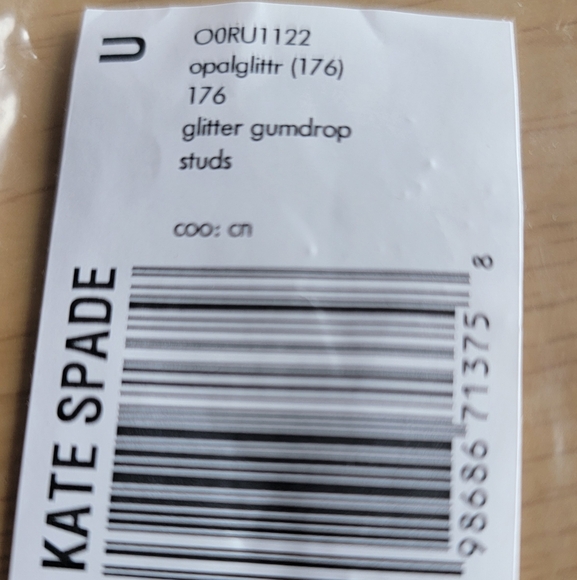 U
O0RU1122
opalglittr (176)
176
glitter gumdrop
studs
coo: cn
KATE SPADE
98686 71375 8